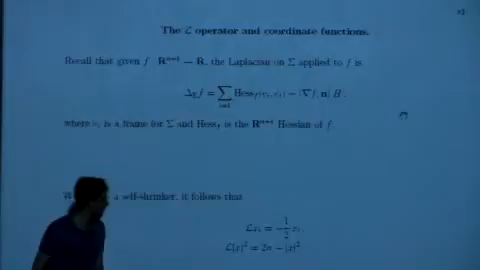 The 𝓛 operator and coordinate functions.
Recall that given f : R^{n+1} → R, the Laplacian on Σ applied to f is
Δ_Σ f = ∑ Hess_f(e_i, e_i) − ⟨∇f, n⟩ H .
where e_i is a frame for Σ and Hess_f is the R^{n+1} Hessian of f.
a self-shrinker, it follows that
𝓛x_i = −1/2 x_i ,
𝓛|x|² = 2n − |x|²